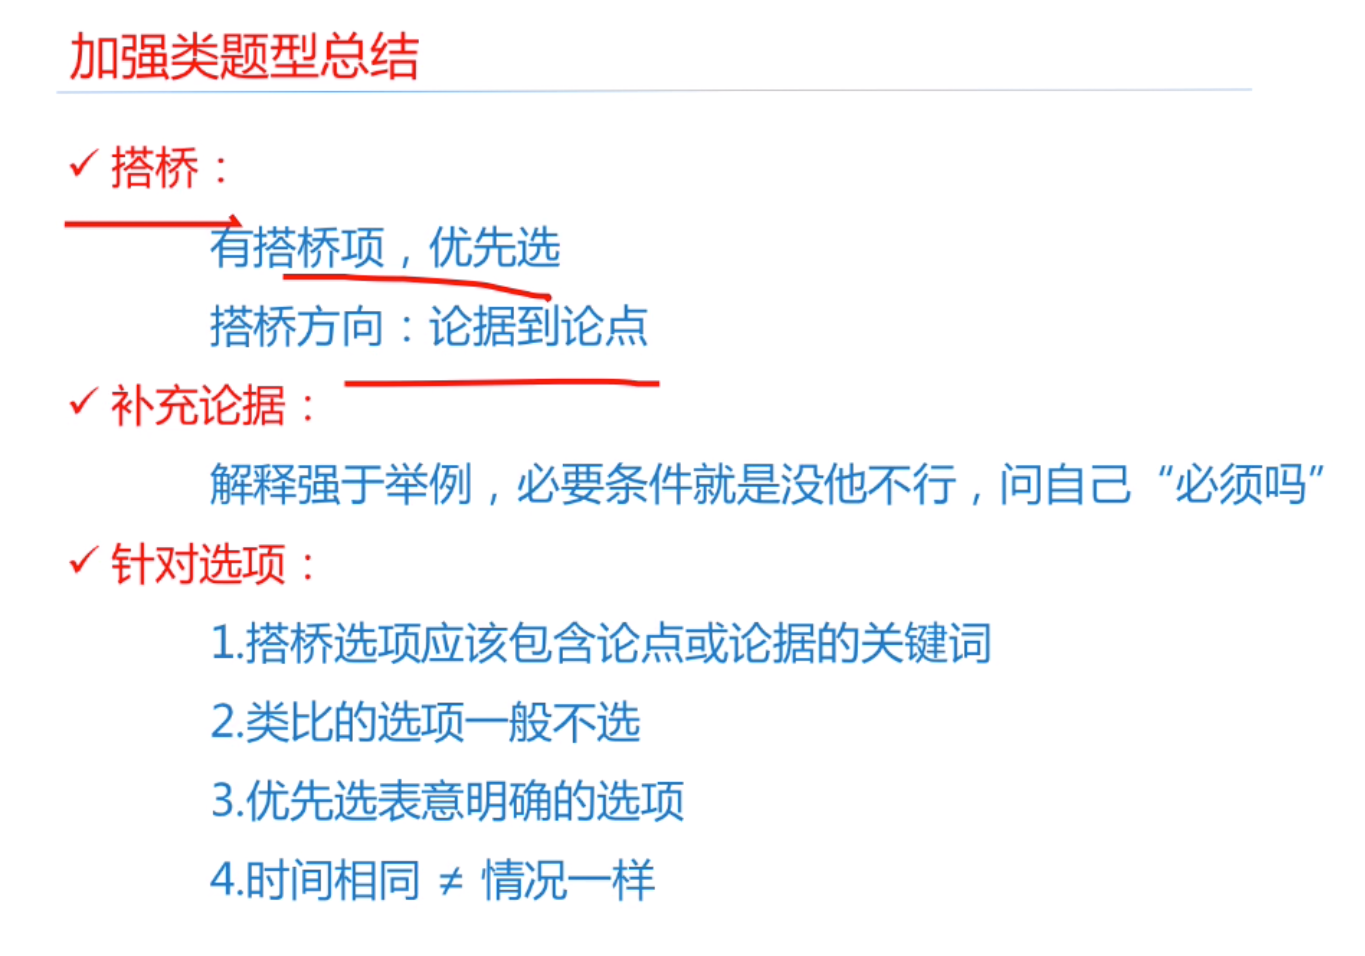 加强类题型总结
✓ 搭桥：
有搭桥项，优先选
搭桥方向：论据到论点
✓ 补充论据：
解释强于举例，必要条件就是没他不行，问自己“必须吗”
✓ 针对选项：
1.搭桥选项应该包含论点或论据的关键词
2.类比的选项一般不选
3.优先选表意明确的选项
4.时间相同 ≠ 情况一样